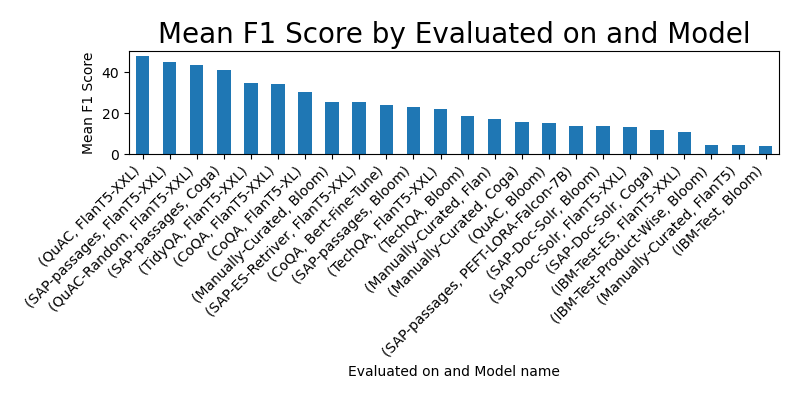 Mean F1 Score by Evaluated on and Model
Mean F1 Score
40
20
0
(QuAC, FlanT5-XXL)
(SAP-passages, FlanT5-XXL)
(QuAC-Random, FlanT5-XXL)
(SAP-passages, Coga)
(TidyQA, FlanT5-XXL)
(CoQA, FlanT5-XXL)
(CoQA, FlanT5-XL)
(Manually-Curated, Bloom)
(SAP-ES-Retriver, FlanT5-XXL)
(CoQA, Bert-Fine-Tune)
(SAP-passages, Bloom)
(TechQA, FlanT5-XXL)
(TechQA, Bloom)
(Manually-Curated, Flan)
(Manually-Curated, Coga)
(QuAC, Bloom)
(SAP-passages, PEFT-LORA-Falcon-7B)
(SAP-Doc-Solr, Bloom)
(SAP-Doc-Solr, FlanT5-XXL)
(SAP-Doc-Solr, Coga)
(IBM-Test-ES, FlanT5-XXL)
(IBM-Test-Product-Wise, Bloom)
(Manually-Curated, FlanT5)
(IBM-Test, Bloom)
Evaluated on and Model name